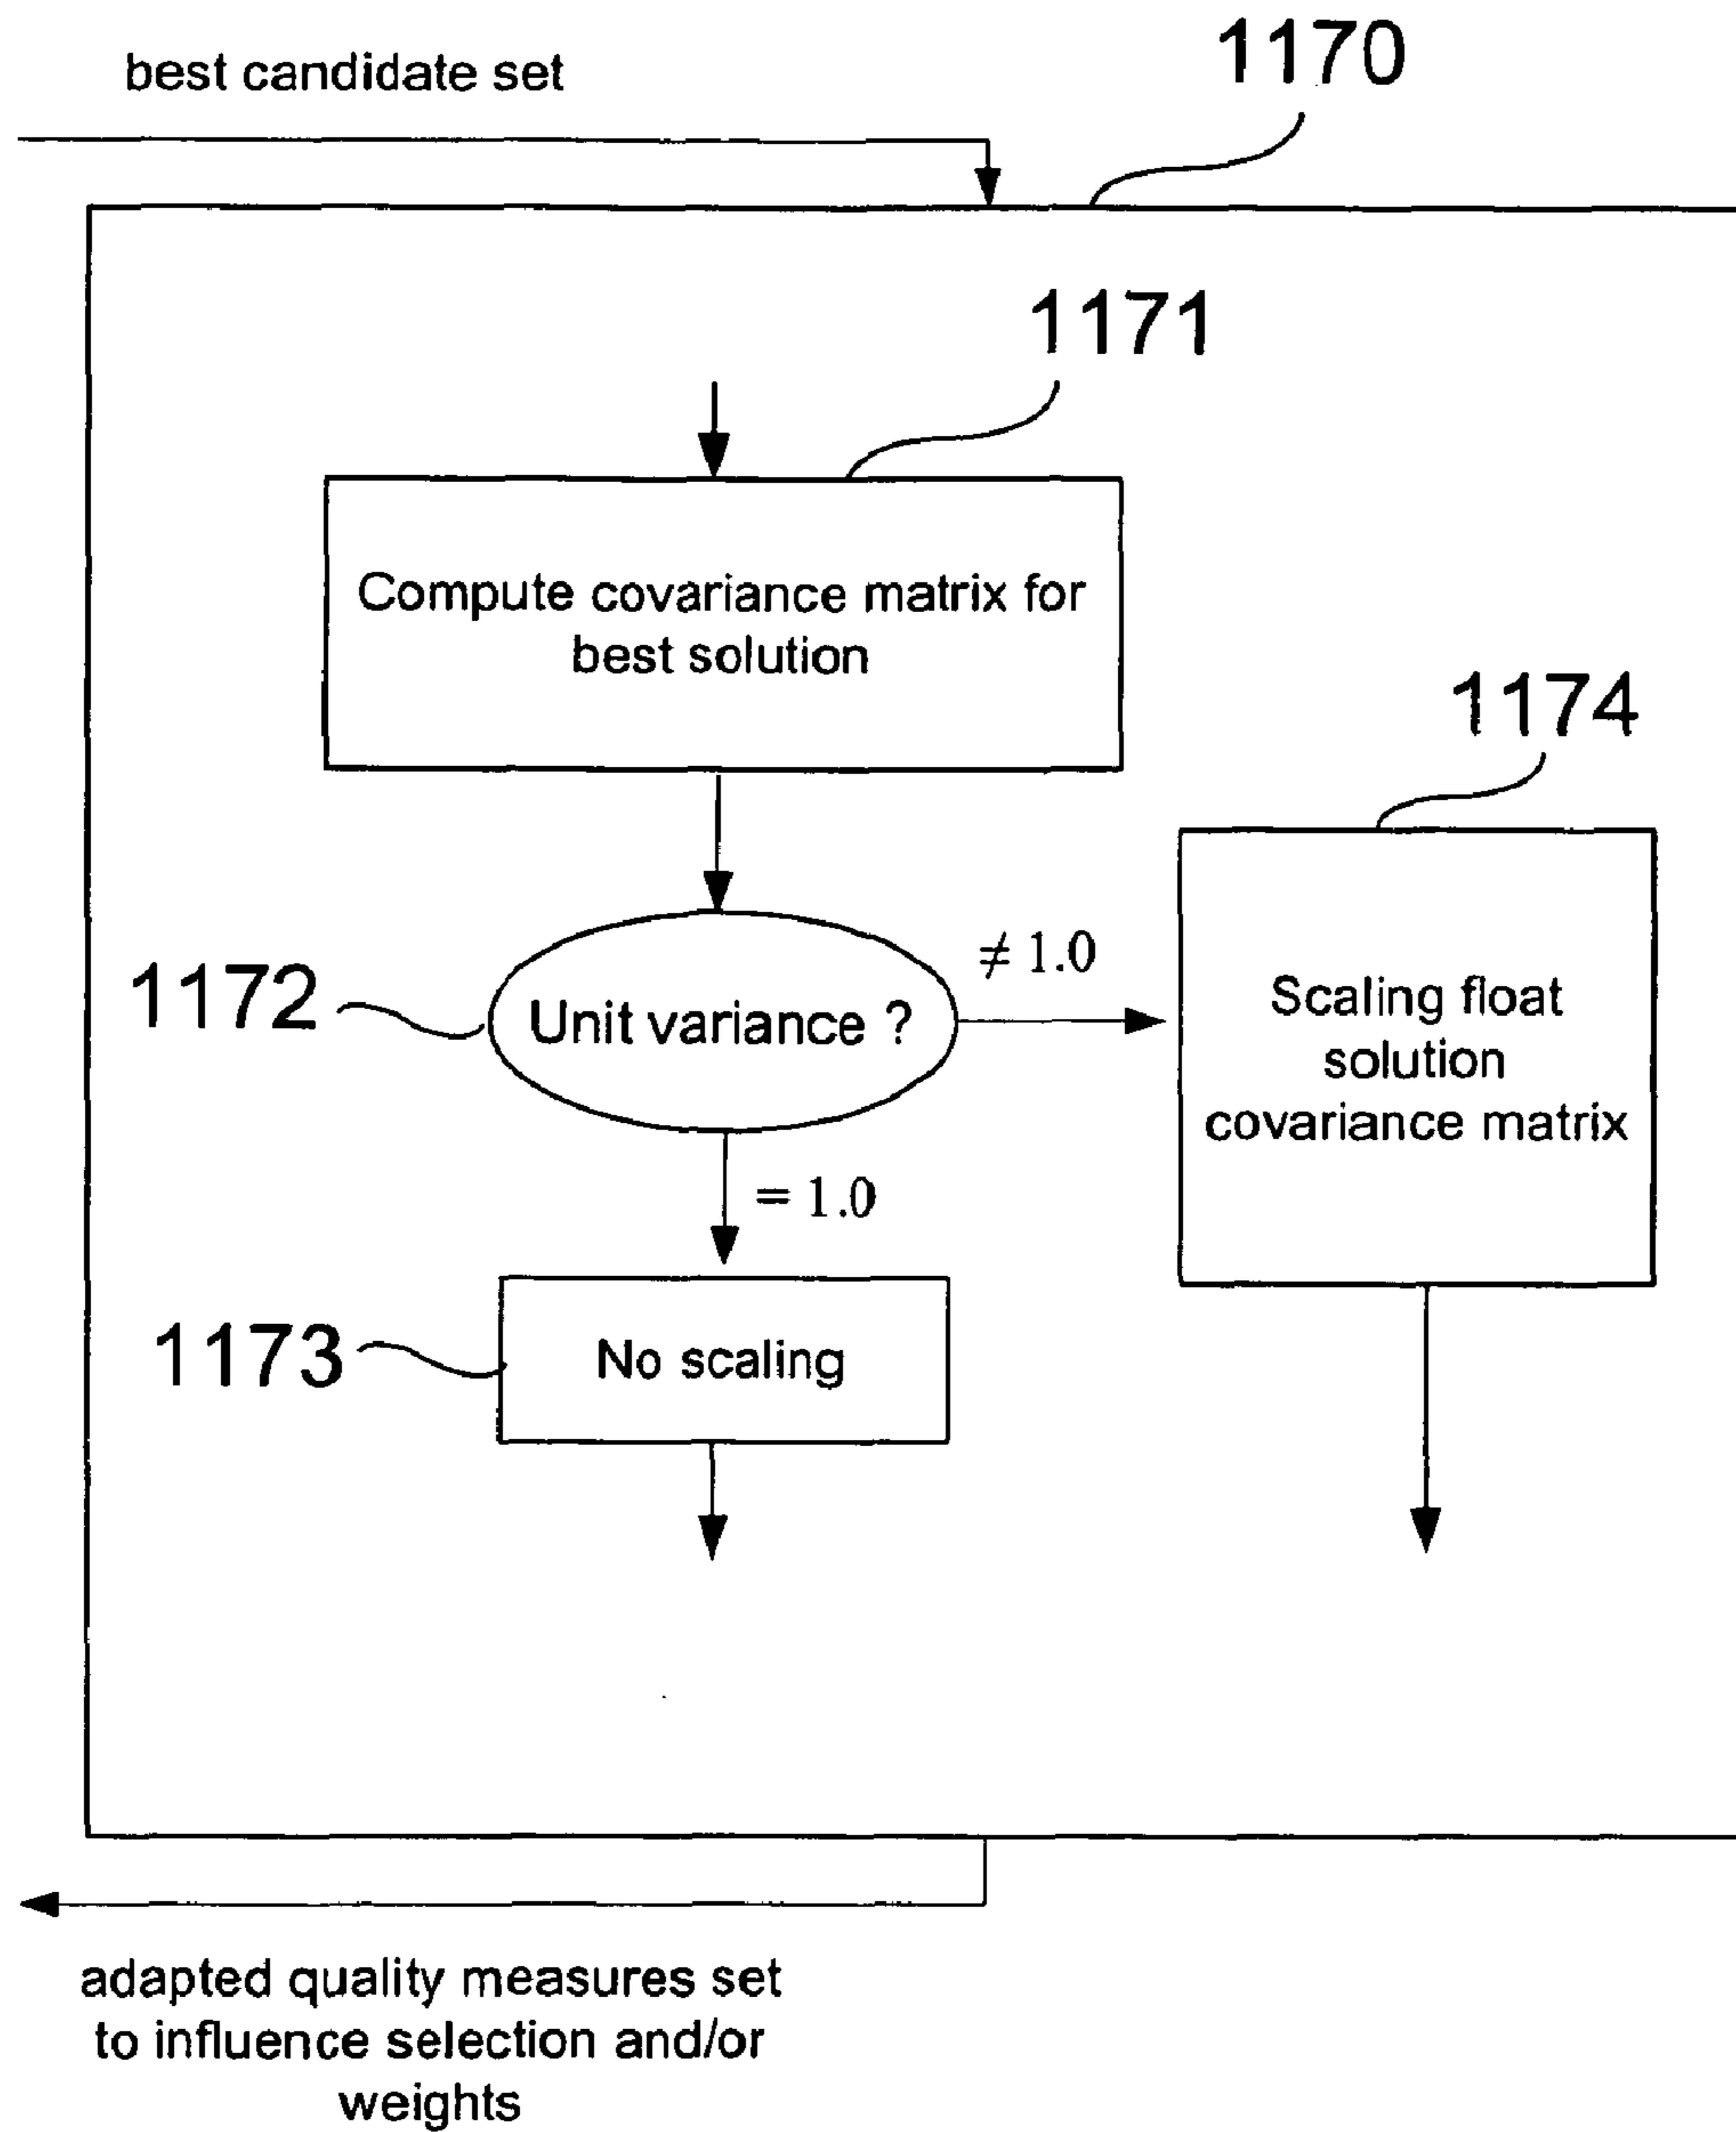 best candidate set
1170
1171
Compute covariance matrix for
best solution
1174
1172
Unit variance ?
≠ 1.0
Scaling float
solution
covariance matrix
= 1.0
1173
No scaling
adapted quality measures set
to influence selection and/or
weights